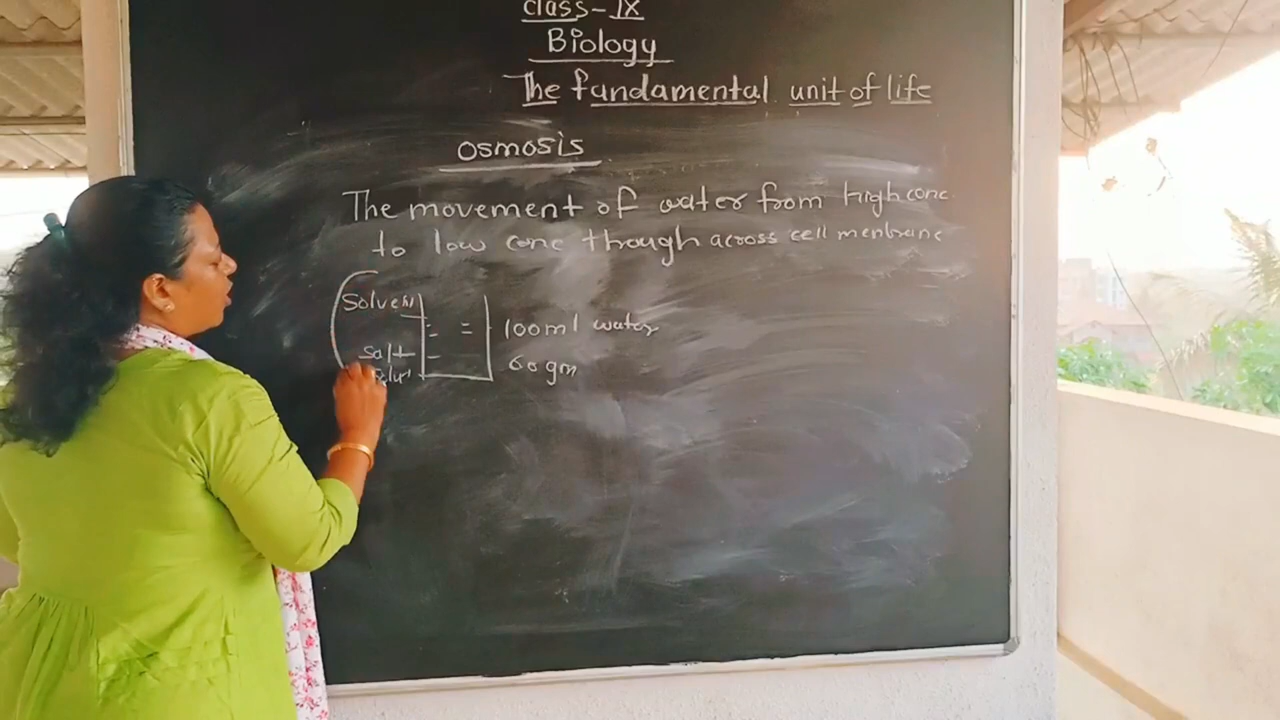 class-IX
Biology
The fundamental unit of life
osmosis
The movement of water from high conc
to low conc though across cell membrane
Solvent
= 100ml water
Salt
60 gm